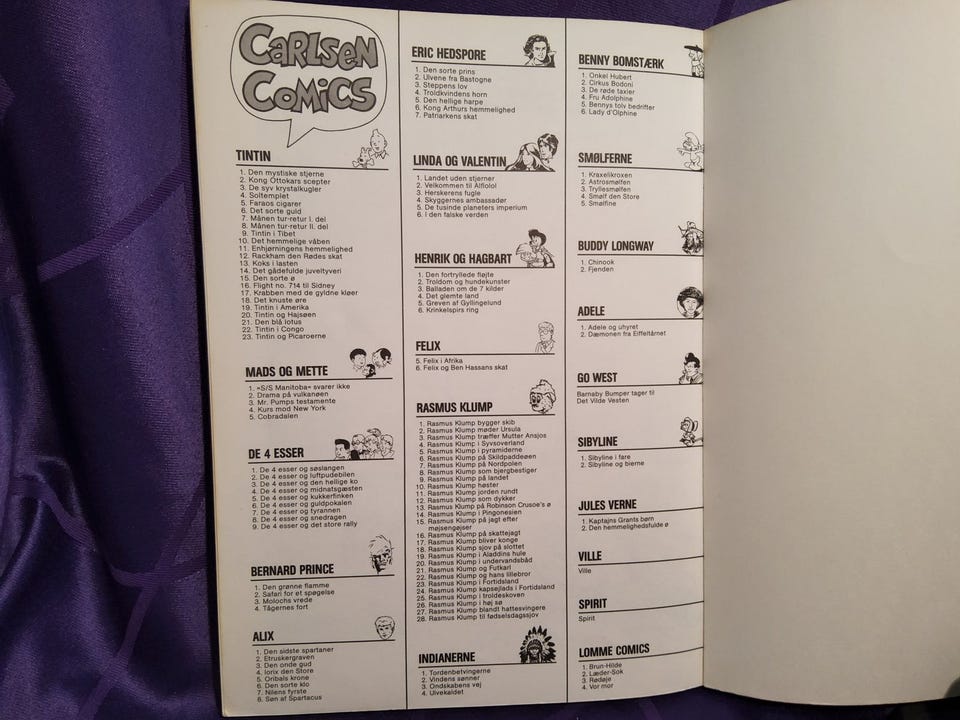 CARLSEN
COMICS
TINTIN
1. Den mystiske stjerne
2. Kong Ottokars scepter
3. De syv krystalkugler
4. Soltemplet
5. Faraos cigarer
6. Det sorte guld
7. Månen tur-retur I. del
8. Månen tur-retur II. del
9. Tintin i Tibet
10. Det hemmelige våben
11. Enhjørningens hemmelighed
12. Rackham den Rødes skat
13. Koks i lasten
14. Det gådefulde juveltyveri
15. Den sorte ø
16. Flight no. 714 til Sidney
17. Krabben med de gyldne kløer
18. Det knuste øre
19. Tintin i Amerika
20. Tintin og Hajsøen
21. Den blå lotus
22. Tintin i Congo
23. Tintin og Picaroerne
MADS OG METTE
1. »S/S Manitoba« svarer ikke
2. Drama på vulkanøen
3. Mr. Pumps testamente
4. Kurs mod New York
5. Cobradalen
DE 4 ESSER
1. De 4 esser og søslangen
2. De 4 esser og luftpudebilen
3. De 4 esser og den hellige ko
4. De 4 esser og midnatsgæsten
5. De 4 esser og kukkerfinken
6. De 4 esser og guldpokalen
7. De 4 esser og tyrannen
8. De 4 esser og snedragen
9. De 4 esser og det store rally
BERNARD PRINCE
1. Den grønne flamme
2. Safari for et spøgelse
3. Molochs vrede
4. Tågernes fort
ALIX
1. Den sidste spartaner
2. Etruskergraven
3. Den onde gud
4. Iorix den Store
5. Oribals krone
6. Den sorte klo
7. Nilens fyrste
8. Søn af Spartacus
ERIC HEDSPORE
1. Den sorte prins
2. Ulvene fra Bastogne
3. Steppens lov
4. Troldkvindens horn
5. Den hellige harpe
6. Kong Arthurs hemmelighed
7. Patriarkens skat
LINDA OG VALENTIN
1. Landet uden stjerner
2. Velkommen til Alflolol
3. Herskerens fugle
4. Skyggernes ambassadør
5. De tusinde planeters imperium
6. I den falske verden
HENRIK OG HAGBART
1. Den fortryllede fløjte
2. Troldom og hundekunster
3. Balladen om de 7 kilder
4. Det glemte land
5. Greven af Gyllingelund
6. Krinkelspirs ring
FELIX
5. Felix i Afrika
6. Felix og Ben Hassans skat
RASMUS KLUMP
1. Rasmus Klump bygger skib
2. Rasmus Klump møder Ursula
3. Rasmus Klump træffer Mutter Ansjos
4. Rasmus Klump i Syvsoverland
5. Rasmus Klump i pyramiderne
6. Rasmus Klump på Skildpaddeøen
7. Rasmus Klump på Nordpolen
8. Rasmus Klump som bjergbestiger
9. Rasmus Klump på landet
10. Rasmus Klump høster
11. Rasmus Klump jorden rundt
12. Rasmus Klump som dykker
13. Rasmus Klump på Robinson Crusoe's ø
14. Rasmus Klump i Pingonesien
15. Rasmus Klump på jagt efter
møjsengøjser
16. Rasmus Klump på skattejagt
17. Rasmus Klump bliver konge
18. Rasmus Klump sjov på slottet
19. Rasmus Klump i Aladdins hule
20. Rasmus Klump i undervandsbåd
21. Rasmus Klump og Futkarl
22. Rasmus Klump og hans lillebror
23. Rasmus Klump i Fortidsland
24. Rasmus Klump kapsejlads i Fortidsland
25. Rasmus Klump i troldeskoven
26. Rasmus Klump i høj sø
27. Rasmus Klump blandt hattesvingere
28. Rasmus Klump til fødselsdagssjov
INDIANERNE
1. Tordenbetvingerne
2. Vindens sønner
3. Ondskabens vej
4. Ulvekaldet
BENNY BOMSTÆRK
1. Onkel Hubert
2. Cirkus Bodoni
3. De røde taxier
4. Fru Adolphine
5. Bennys tolv bedrifter
6. Lady d'Olphine
SMØLFERNE
1. Kraxelikroxen
2. Astrosmølfen
3. Tryllesmølfen
4. Smølf den Store
5. Smølfine
BUDDY LONGWAY
1. Chinook
2. Fjenden
ADELE
1. Adele og uhyret
2. Dæmonen fra Eiffeltårnet
GO WEST
Barnaby Bumper tager til
Det Vilde Vesten
SIBYLINE
1. Sibyline i fare
2. Sibyline og bierne
JULES VERNE
1. Kaptajns Grants børn
2. Den hemmelighedsfulde ø
VILLE
Ville
SPIRIT
Spirit
LOMME COMICS
1. Brun-Hilde
2. Læder-Sok
3. Rødøje
4. Vor mor